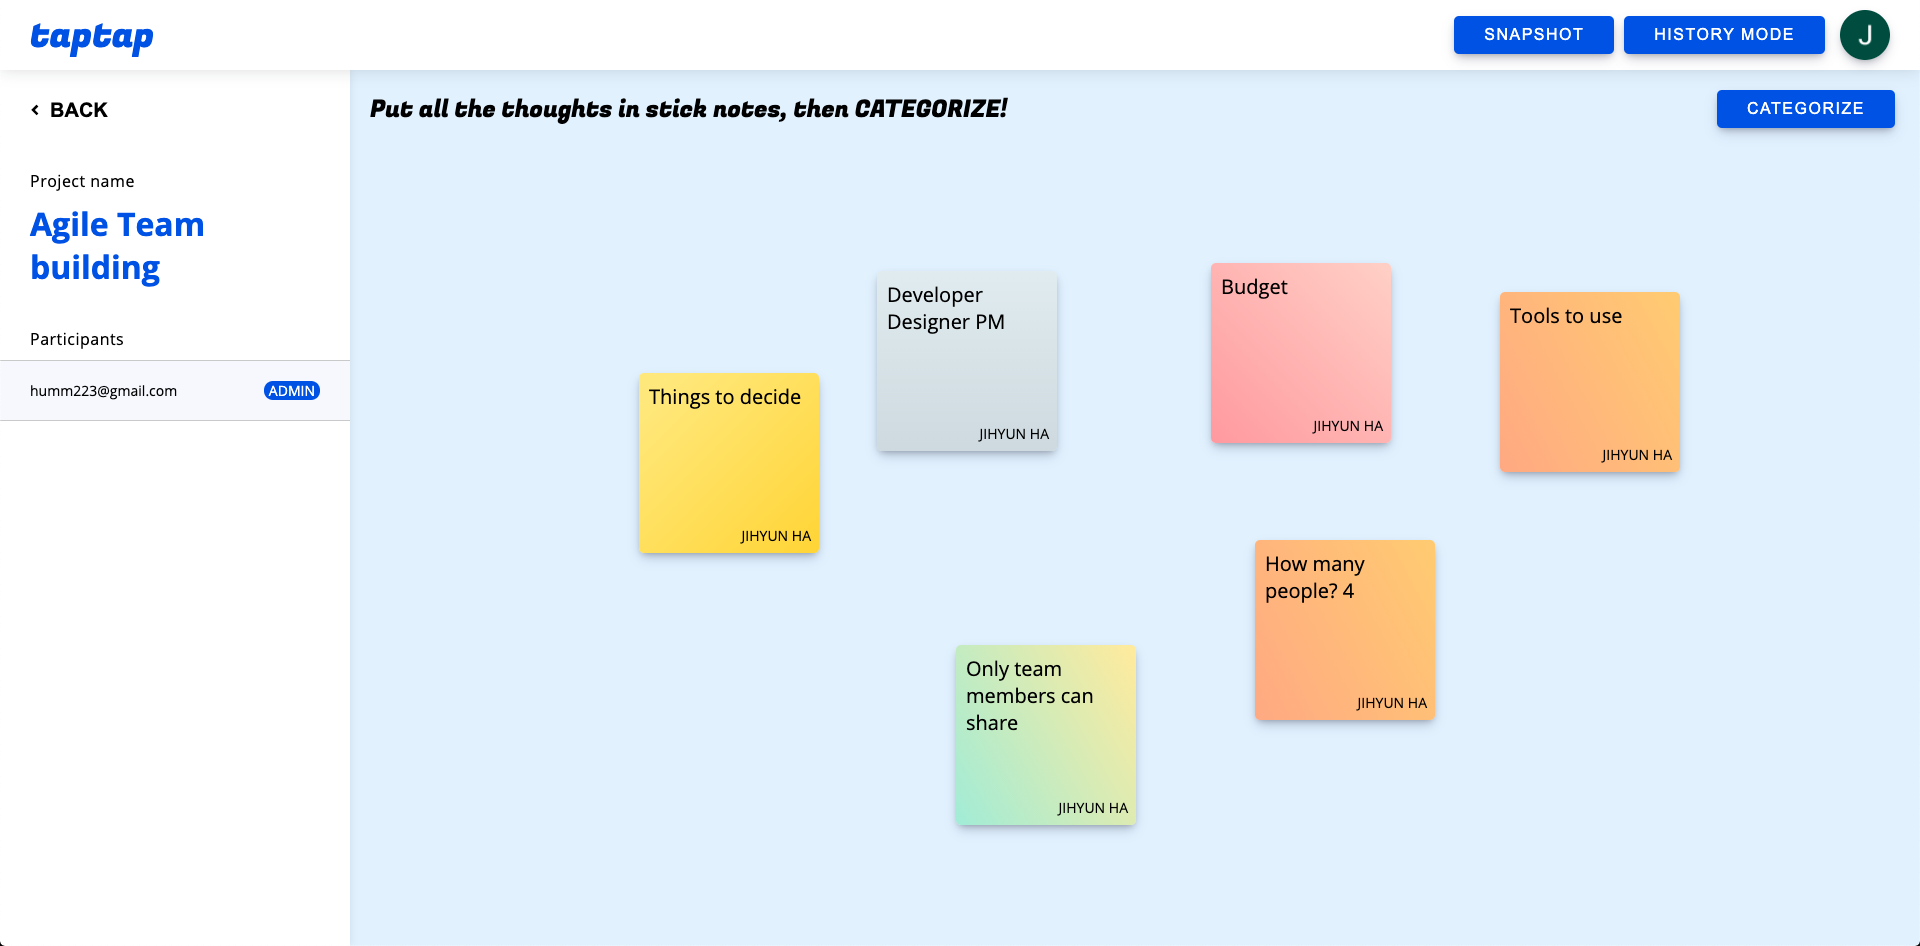 taptap
SNAPSHOT
HISTORY MODE
J
BACK
Project name
Agile Team
building
Participants
humm223@gmail.com
ADMIN
Put all the thoughts in stick notes, then CATEGORIZE!
CATEGORIZE
Things to decide
JIHYUN HA
Developer
Designer PM
JIHYUN HA
Budget
JIHYUN HA
Tools to use
JIHYUN HA
Only team
members can
share
JIHYUN HA
How many
people? 4
JIHYUN HA